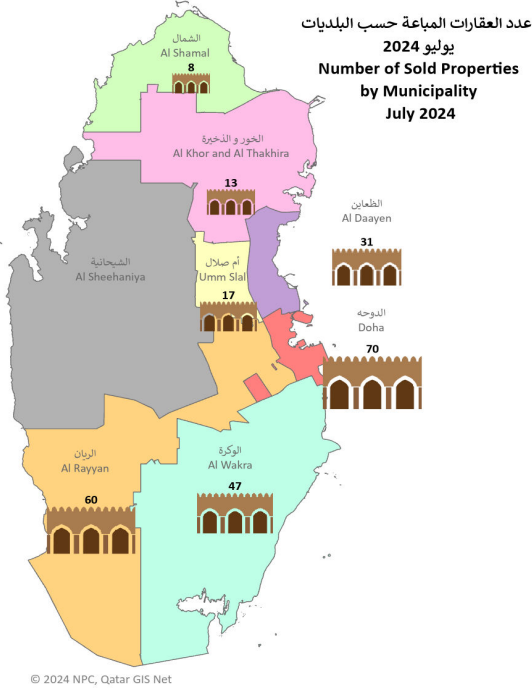 عدد العقارات المباعة حسب البلديات
يوليو 2024
Number of Sold Properties
by Municipality
July 2024
الشمال
Al Shamal
8
الخور و الذخيرة
Al Khor and Al Thakhira
13
الظعاين
Al Daayen
31
الشيحانية
Al Sheehaniya
أم صلال
Umm Slal
17
الدوحه
Doha
70
الريان
Al Rayyan
60
الوكرة
Al Wakra
47
© 2024 NPC, Qatar GIS Net